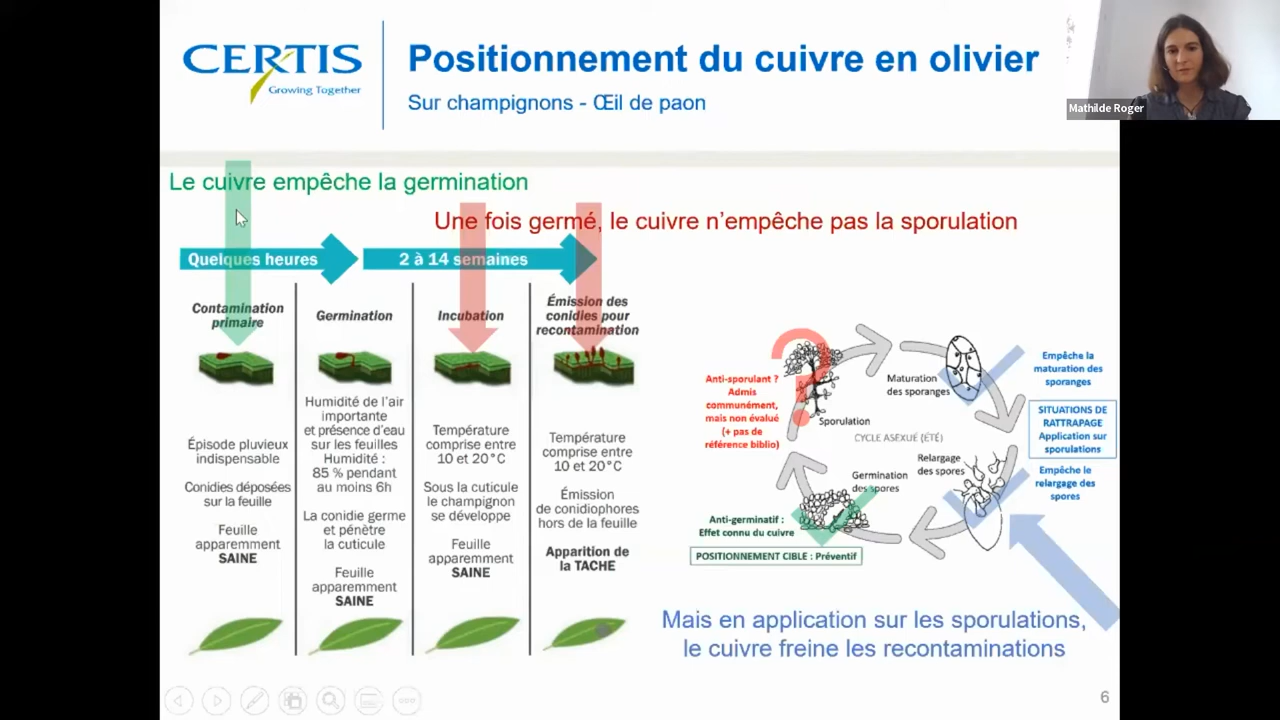 CERTIS
Growing Together
Positionnement du cuivre en olivier
Sur champignons - Œil de paon
Mathilde Roger
Le cuivre empêche la germination
Une fois germé, le cuivre n'empêche pas la sporulation
Quelques heures
2 à 14 semaines
Contamination
primaire
Épisode pluvieux
indispensable
Conidies déposées
sur la feuille
Feuille
apparemment
SAINE
Germination
Humidité de l'air
importante
et présence d'eau
sur les feuilles
Humidité :
85 % pendant
au moins 6h
La conidie germe
et pénètre
la cuticule
Feuille
apparemment
SAINE
Incubation
Température
comprise entre
10 et 20°C
Sous la cuticule
le champignon
se développe
Feuille
apparemment
SAINE
Émission des
conidies pour
recontamination
Température
comprise entre
10 et 20°C
Émission
de conidiophores
hors de la feuille
Apparition de
la TACHE
?
Anti-sporulant ?
Admis
communément,
mais non évalué
(+ pas de
référence biblio)
Sporulation
Maturation
des sporanges
Empêche la
maturation des
sporanges
SITUATIONS DE
RATTRAPAGE
Application sur
sporulations
CYCLE ASEXUÉ (ÉTÉ)
Relargage
des spores
Empêche le
relargage des
spores
Germination
des spores
Anti-germinatif :
Effet connu du cuivre
POSITIONNEMENT CIBLE : Préventif
Mais en application sur les sporulations,
le cuivre freine les recontaminations
6